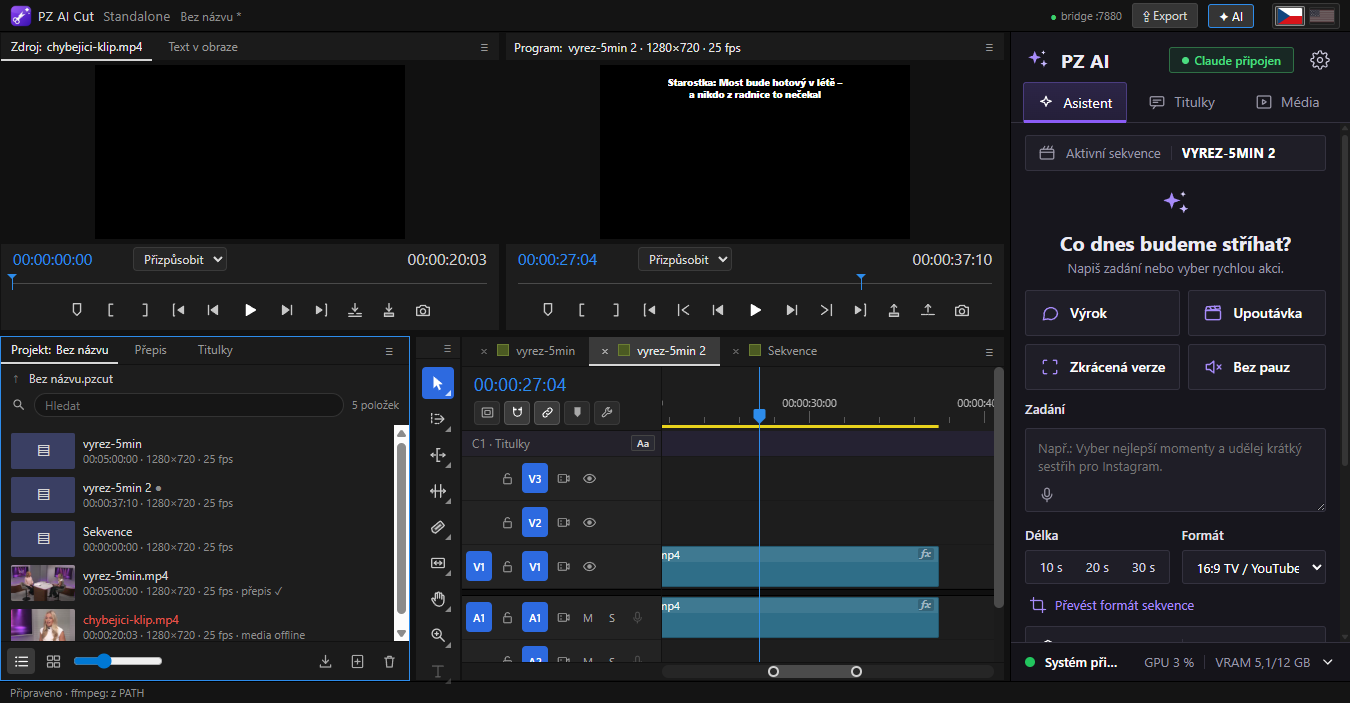 PZ AI Cut Standalone Bez názvu *
bridge :7880 Export AI
Zdroj: chybejici-klip.mp4 Text v obraze
Program: vyrez-5min 2 · 1280×720 · 25 fps
Starostka: Most bude hotový v létě –
a nikdo z radnice to nečekal
00:00:00:00 Přizpůsobit 00:00:20:03
00:00:27:04 Přizpůsobit 00:00:37:10
Projekt: Bez názvu Přepis Titulky
↑ Bez názvu.pzcut
Hledat 5 položek
vyrez-5min
00:05:00:00 · 1280×720 · 25 fps
vyrez-5min 2 ●
00:00:37:10 · 1280×720 · 25 fps
Sekvence
00:00:00:00 · 1280×720 · 25 fps
vyrez-5min.mp4
00:05:00:00 · 1280×720 · 25 fps · přepis ✓
chybejici-klip.mp4
00:00:20:03 · 1280×720 · 25 fps · media offline
T
× vyrez-5min × vyrez-5min 2 × Sekvence
00:00:27:04
00:00:30:00 00:00:40
C1 · Titulky Aa
V3
V2
V1 V1
mp4 fx
A1 A1 M S
mp4 fx
A2 M S
PZ AI
Claude připojen
Asistent Titulky Média
Aktivní sekvence VYREZ-5MIN 2
Co dnes budeme stříhat?
Napiš zadání nebo vyber rychlou akci.
Výrok Upoutávka
Zkrácená verze Bez pauz
Zadání
Např.: Vyber nejlepší momenty a udělej krátký
sestřih pro Instagram.
Délka Formát
10 s 20 s 30 s 16:9 TV / YouTube
Převést formát sekvence
Systém při... GPU 3 % VRAM 5,1/12 GB
Připraveno · ffmpeg: z PATH